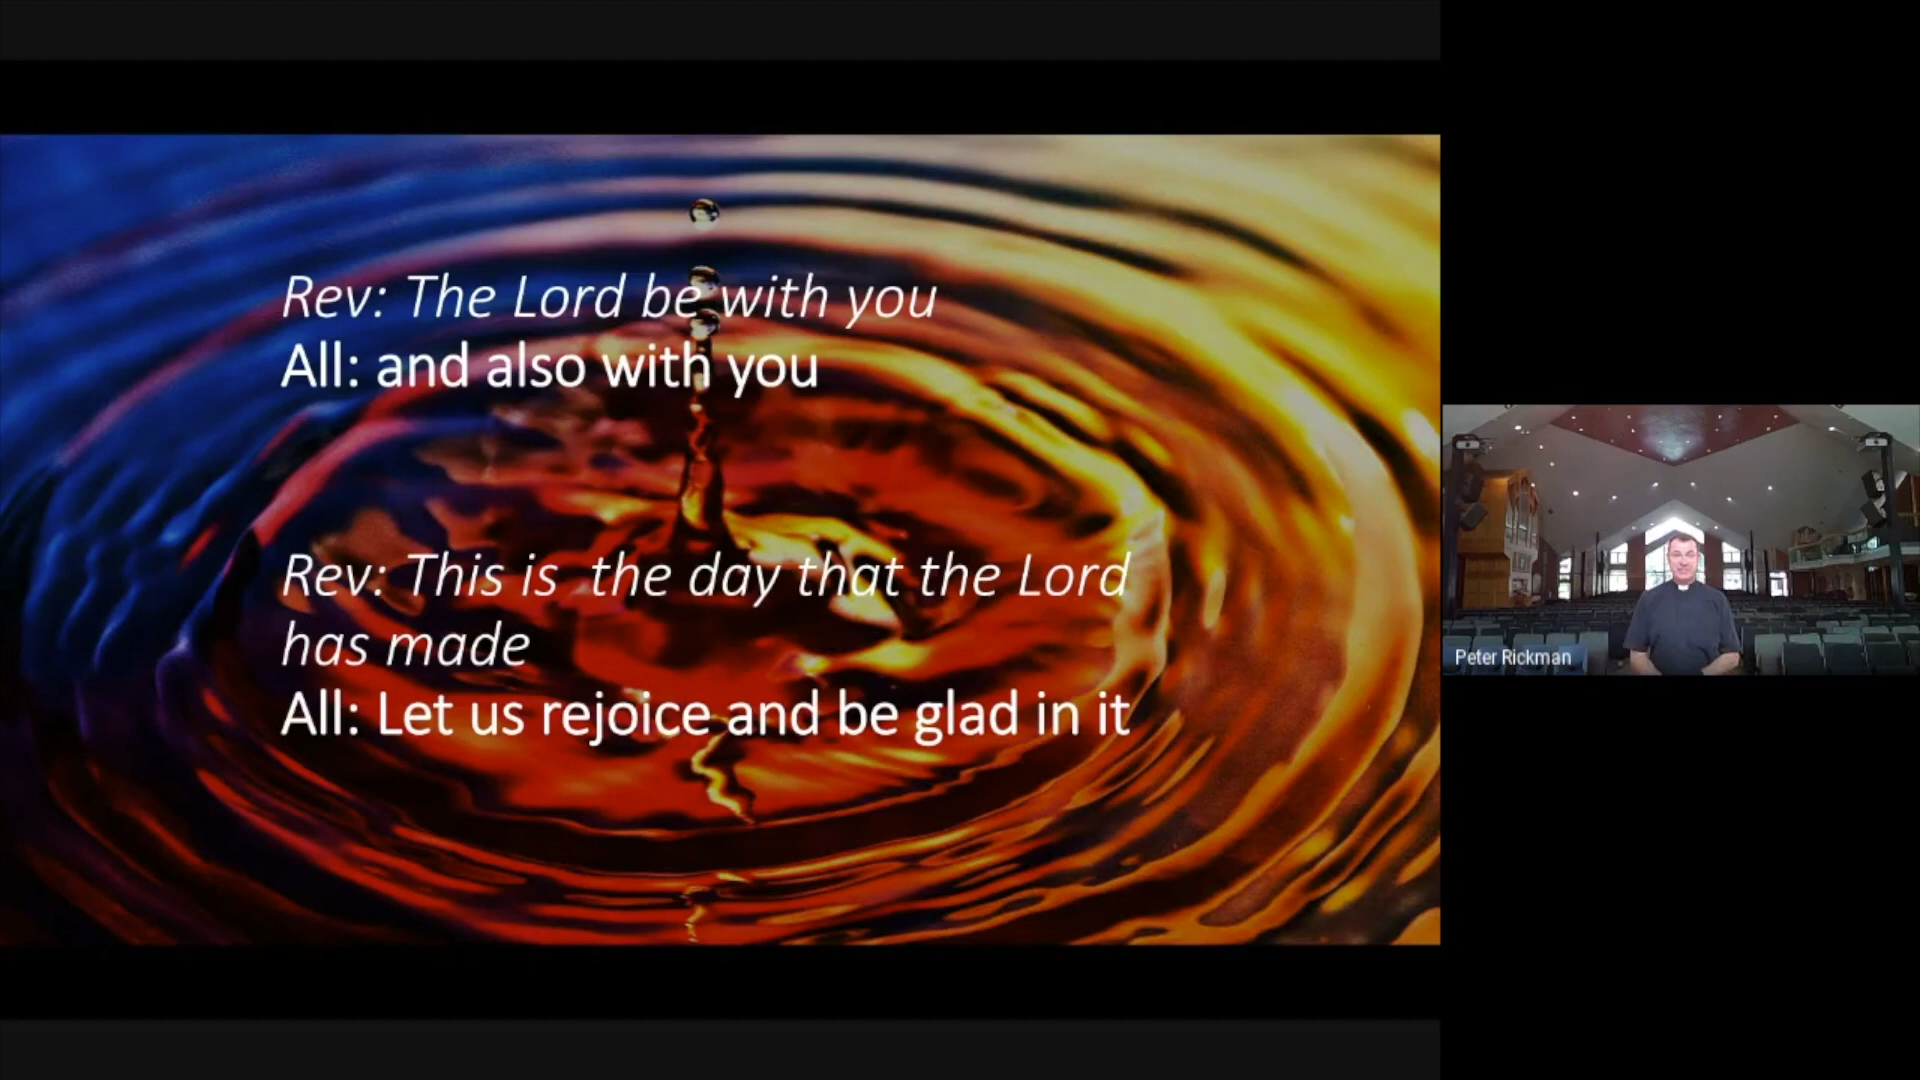 Rev: The Lord be with you
All: and also with you
Rev: This is  the day that the Lord
has made
All: Let us rejoice and be glad in it
Peter Rickman